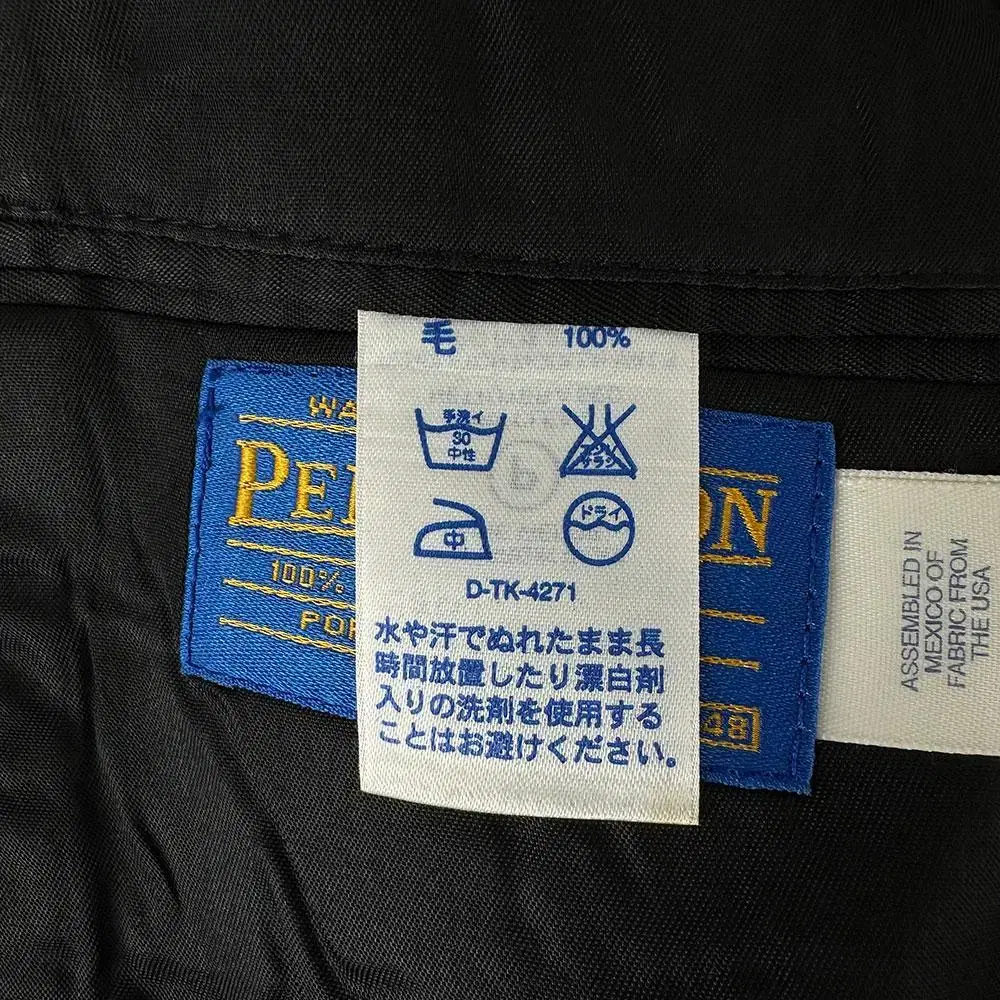 毛 100%
手洗イ
30
中性
エンソ
サラシ
中
ドライ
D-TK-4271
水や汗でぬれたまま長
時間放置したり漂白剤
入りの洗剤を使用する
ことはお避けください。
WA
PE ON
100%
PO
48
ASSEMBLED IN
MEXICO OF
FABRIC FROM
THE USA